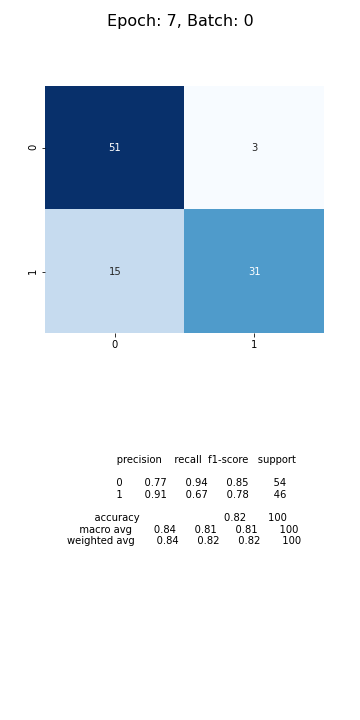 Epoch: 7, Batch: 0
0 51 3
1 15 31
0 1
precision recall f1-score support
0 0.77 0.94 0.85 54
1 0.91 0.67 0.78 46
accuracy 0.82 100
macro avg 0.84 0.81 0.81 100
weighted avg 0.84 0.82 0.82 100